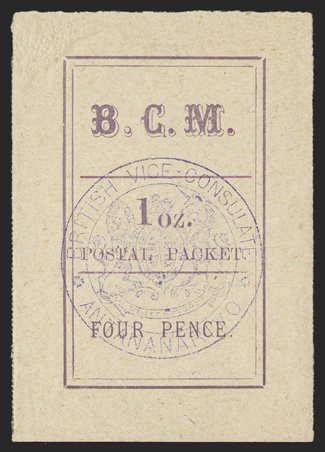 B. C. M.
1 oz.
POSTAL PACKET.
FOUR PENCE.
BRITISH VICE-CONSULATE
ANTANANARIVO